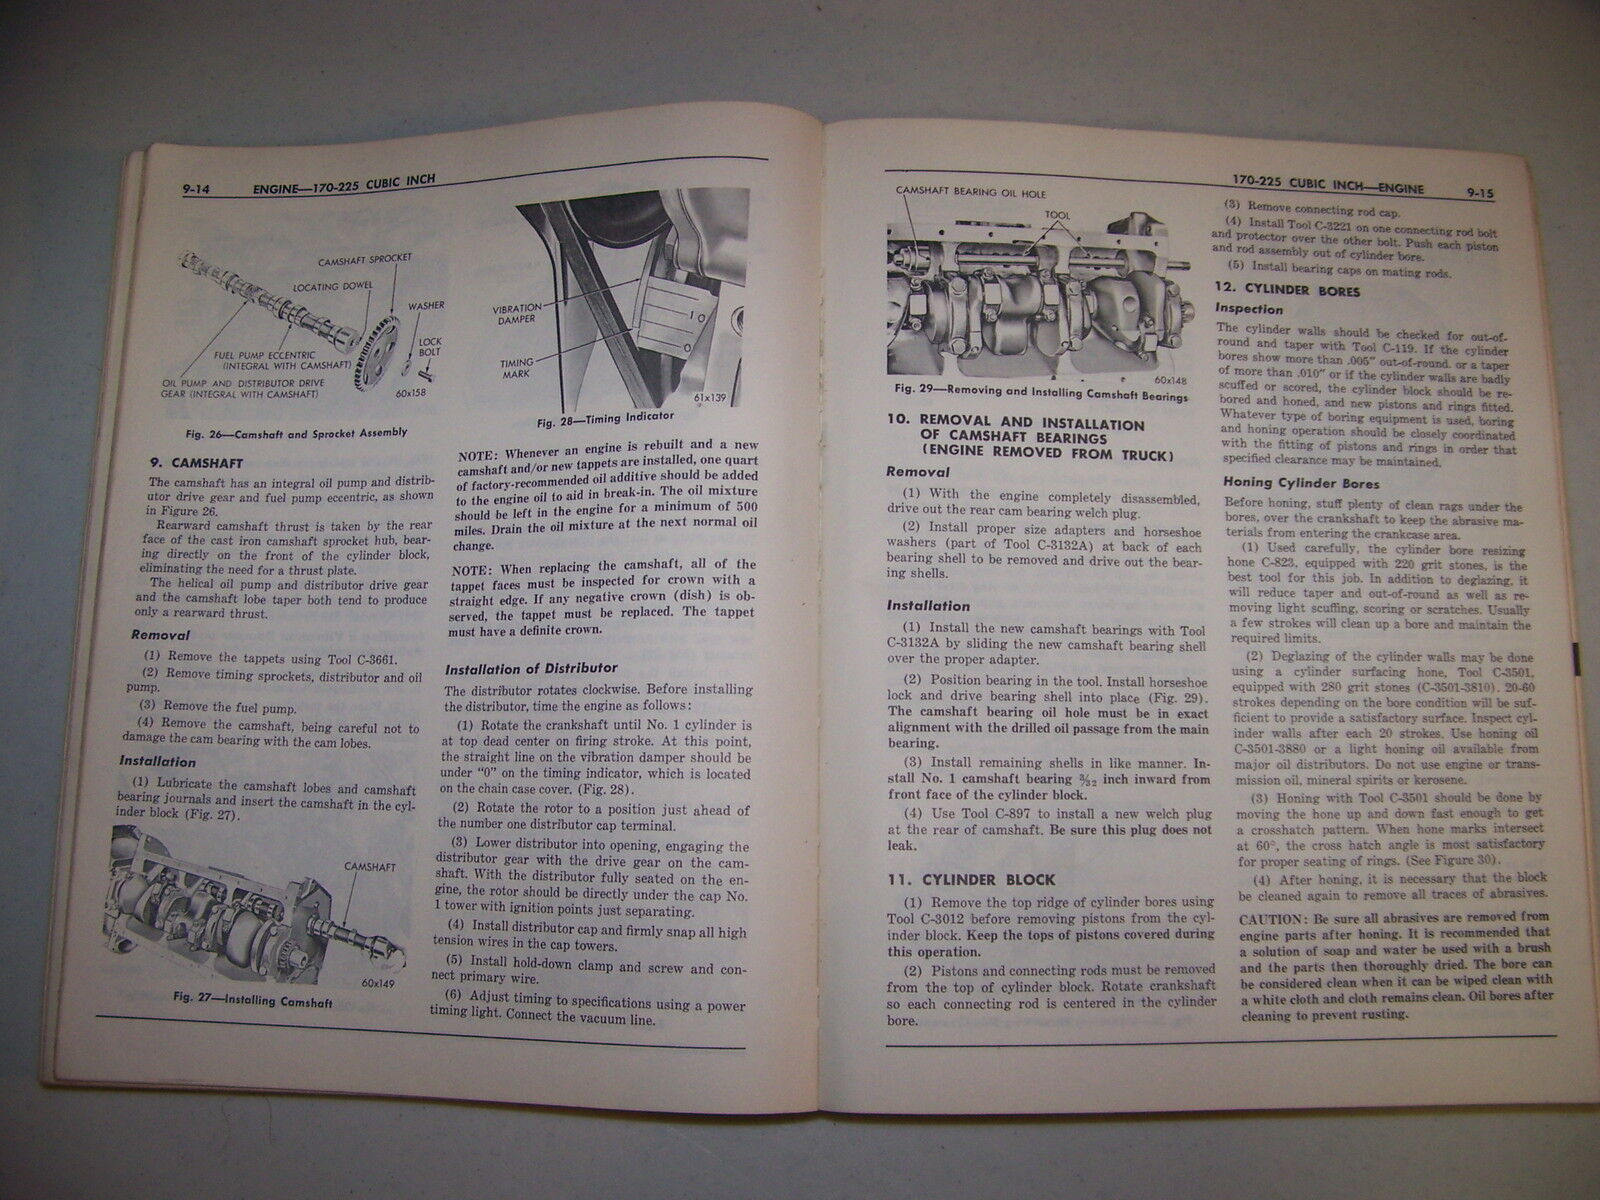 9-14 ENGINE—170-225 CUBIC INCH
CAMSHAFT SPROCKET
LOCATING DOWEL
WASHER
LOCK
BOLT
FUEL PUMP ECCENTRIC
(INTEGRAL WITH CAMSHAFT)
OIL PUMP AND DISTRIBUTOR DRIVE
GEAR (INTEGRAL WITH CAMSHAFT)
60x158
Fig. 26—Camshaft and Sprocket Assembly
9. CAMSHAFT
The camshaft has an integral oil pump and distrib-
utor drive gear and fuel pump eccentric, as shown
in Figure 26.
Rearward camshaft thrust is taken by the rear
face of the cast iron camshaft sprocket hub, bear-
ing directly on the front of the cylinder block,
eliminating the need for a thrust plate.
The helical oil pump and distributor drive gear
and the camshaft lobe taper both tend to produce
only a rearward thrust.
Removal
(1) Remove the tappets using Tool C-3661.
(2) Remove timing sprockets, distributor and oil
pump.
(3) Remove the fuel pump.
(4) Remove the camshaft, being careful not to
damage the cam bearing with the cam lobes.
Installation
(1) Lubricate the camshaft lobes and camshaft
bearing journals and insert the camshaft in the cyl-
inder block (Fig. 27).
CAMSHAFT
60x149
Fig. 27—Installing Camshaft
VIBRATION
DAMPER
TIMING
MARK
10
0
61x139
Fig. 28—Timing Indicator
NOTE: Whenever an engine is rebuilt and a new
camshaft and/or new tappets are installed, one quart
of factory-recommended oil additive should be added
to the engine oil to aid in break-in. The oil mixture
should be left in the engine for a minimum of 500
miles. Drain the oil mixture at the next normal oil
change.
NOTE: When replacing the camshaft, all of the
tappet faces must be inspected for crown with a
straight edge. If any negative crown (dish) is ob-
served, the tappet must be replaced. The tappet
must have a definite crown.
Installation of Distributor
The distributor rotates clockwise. Before installing
the distributor, time the engine as follows:
(1) Rotate the crankshaft until No. 1 cylinder is
at top dead center on firing stroke. At this point,
the straight line on the vibration damper should be
under "0" on the timing indicator, which is located
on the chain case cover. (Fig. 28).
(2) Rotate the rotor to a position just ahead of
the number one distributor cap terminal.
(3) Lower distributor into opening, engaging the
distributor gear with the drive gear on the cam-
shaft. With the distributor fully seated on the en-
gine, the rotor should be directly under the cap No.
1 tower with ignition points just separating.
(4) Install distributor cap and firmly snap all high
tension wires in the cap towers.
(5) Install hold-down clamp and screw and con-
nect primary wire.
(6) Adjust timing to specifications using a power
timing light. Connect the vacuum line.
170-225 CUBIC INCH—ENGINE 9-15
CAMSHAFT BEARING OIL HOLE
TOOL
60x148
Fig. 29—Removing and Installing Camshaft Bearings
10. REMOVAL AND INSTALLATION
OF CAMSHAFT BEARINGS
(ENGINE REMOVED FROM TRUCK)
Removal
(1) With the engine completely disassembled,
drive out the rear cam bearing welch plug.
(2) Install proper size adapters and horseshoe
washers (part of Tool C-3132A) at back of each
bearing shell to be removed and drive out the bear-
ing shells.
Installation
(1) Install the new camshaft bearings with Tool
C-3132A by sliding the new camshaft bearing shell
over the proper adapter.
(2) Position bearing in the tool. Install horseshoe
lock and drive bearing shell into place (Fig. 29).
The camshaft bearing oil hole must be in exact
alignment with the drilled oil passage from the main
bearing.
(3) Install remaining shells in like manner. In-
stall No. 1 camshaft bearing 3/32 inch inward from
front face of the cylinder block.
(4) Use Tool C-897 to install a new welch plug
at the rear of camshaft. Be sure this plug does not
leak.
11. CYLINDER BLOCK
(1) Remove the top ridge of cylinder bores using
Tool C-3012 before removing pistons from the cyl-
inder block. Keep the tops of pistons covered during
this operation.
(2) Pistons and connecting rods must be removed
from the top of cylinder block. Rotate crankshaft
so each connecting rod is centered in the cylinder
bore.
(3) Remove connecting rod cap.
(4) Install Tool C-3221 on one connecting rod bolt
and protector over the other bolt. Push each piston
and rod assembly out of cylinder bore.
(5) Install bearing caps on mating rods.
12. CYLINDER BORES
Inspection
The cylinder walls should be checked for out-of-
round and taper with Tool C-119. If the cylinder
bores show more than .005" out-of-round, or a taper
of more than .010" or if the cylinder walls are badly
scuffed or scored, the cylinder block should be re-
bored and honed, and new pistons and rings fitted.
Whatever type of boring equipment is used, boring
and honing operation should be closely coordinated
with the fitting of pistons and rings in order that
specified clearance may be maintained.
Honing Cylinder Bores
Before honing, stuff plenty of clean rags under the
bores, over the crankshaft to keep the abrasive ma-
terials from entering the crankcase area.
(1) Used carefully, the cylinder bore resizing
hone C-823, equipped with 220 grit stones, is the
best tool for this job. In addition to deglazing, it
will reduce taper and out-of-round as well as re-
moving light scuffing, scoring or scratches. Usually
a few strokes will clean up a bore and maintain the
required limits.
(2) Deglazing of the cylinder walls may be done
using a cylinder surfacing hone, Tool C-3501,
equipped with 280 grit stones (C-3501-3810). 20-60
strokes depending on the bore condition will be suf-
ficient to provide a satisfactory surface. Inspect cyl-
inder walls after each 20 strokes. Use honing oil
C-3501-3880 or a light honing oil available from
major oil distributors. Do not use engine or trans-
mission oil, mineral spirits or kerosene.
(3) Honing with Tool C-3501 should be done by
moving the hone up and down fast enough to get
a crosshatch pattern. When hone marks intersect
at 60°, the cross hatch angle is most satisfactory
for proper seating of rings. (See Figure 30).
(4) After honing, it is necessary that the block
be cleaned again to remove all traces of abrasives.
CAUTION: Be sure all abrasives are removed from
engine parts after honing. It is recommended that
a solution of soap and water be used with a brush
and the parts then thoroughly dried. The bore can
be considered clean when it can be wiped clean with
a white cloth and cloth remains clean. Oil bores after
cleaning to prevent rusting.